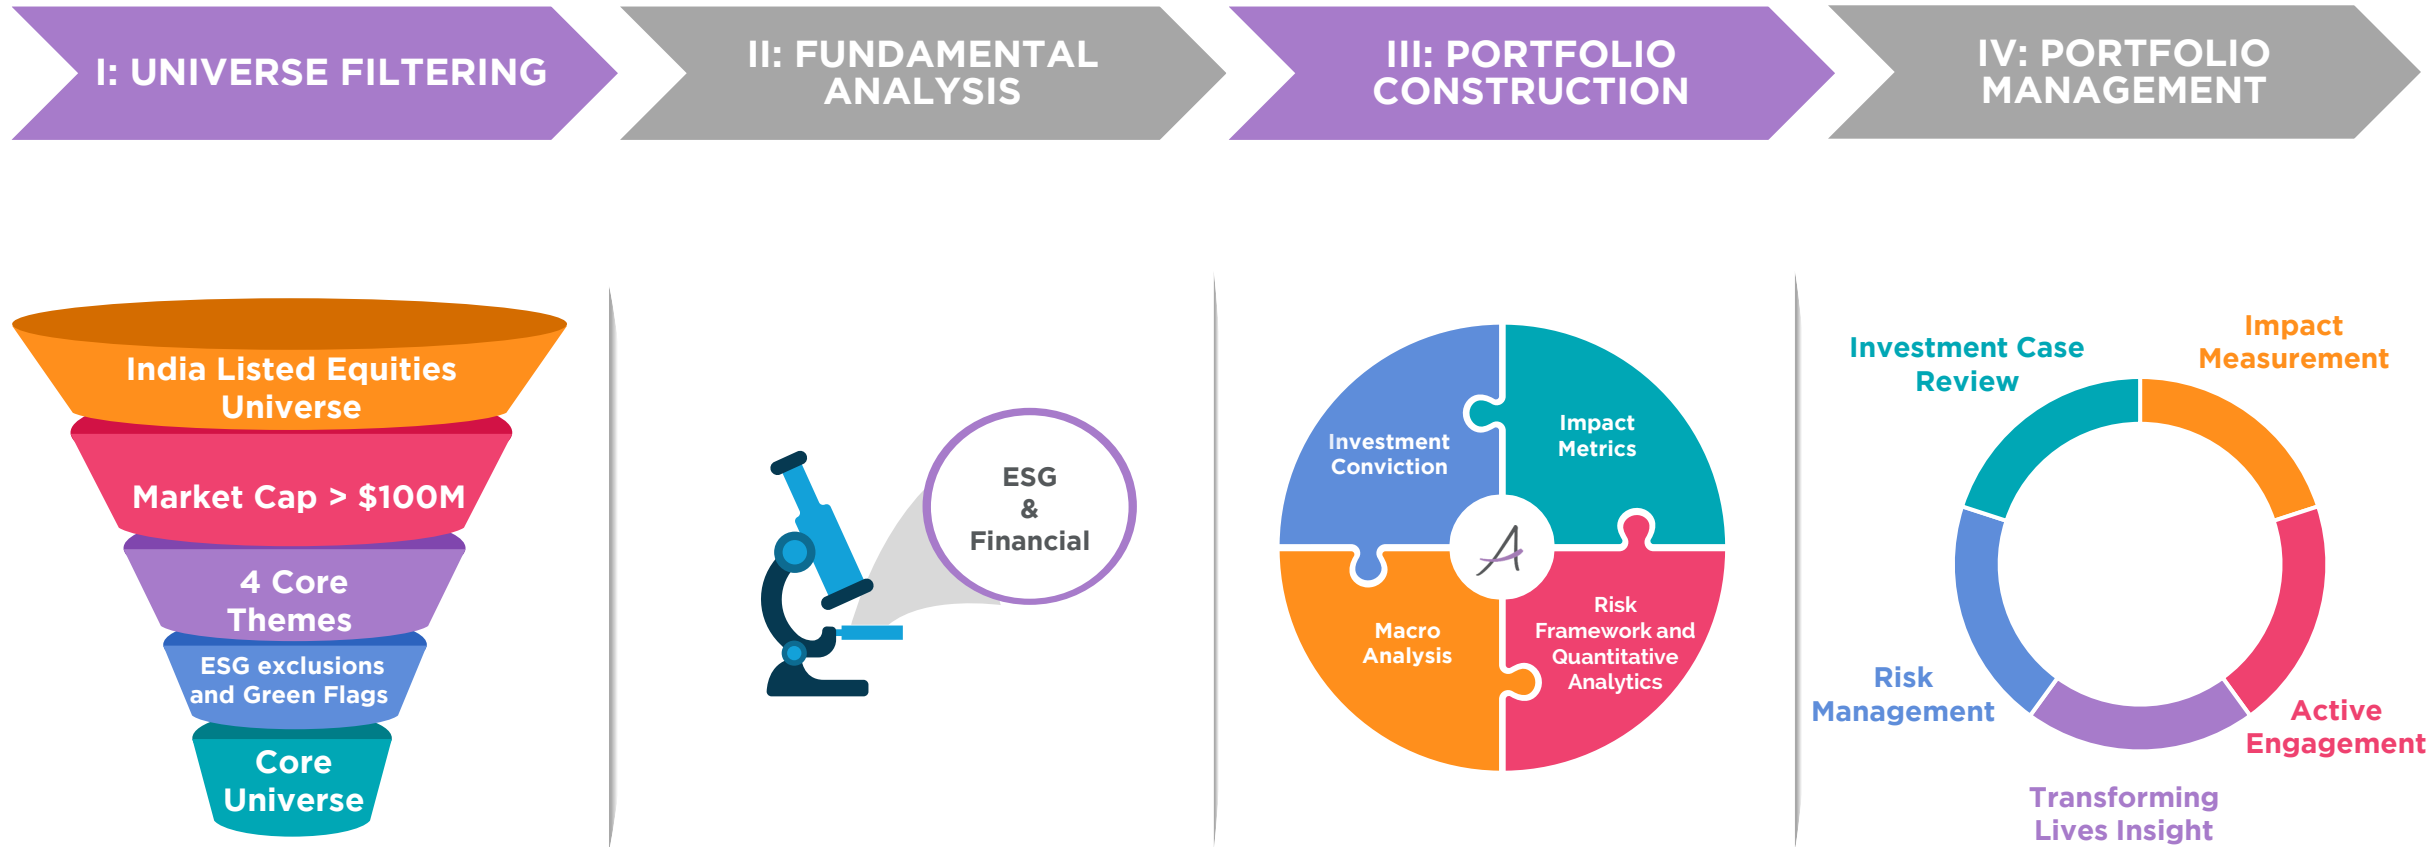 I: UNIVERSE FILTERING
II: FUNDAMENTAL
ANALYSIS
III: PORTFOLIO
CONSTRUCTION
IV: PORTFOLIO
MANAGEMENT
India Listed Equities
Universe
Market Cap > $100M
4 Core
Themes
ESG exclusions
and Green Flags
Core
Universe
ESG
&
Financial
Investment
Conviction
Impact
Metrics
A
Macro
Analysis
Risk
Framework and
Quantitative
Analytics
Investment Case
Review
Impact
Measurement
Risk
Management
Active
Engagement
Transforming
Lives Insight